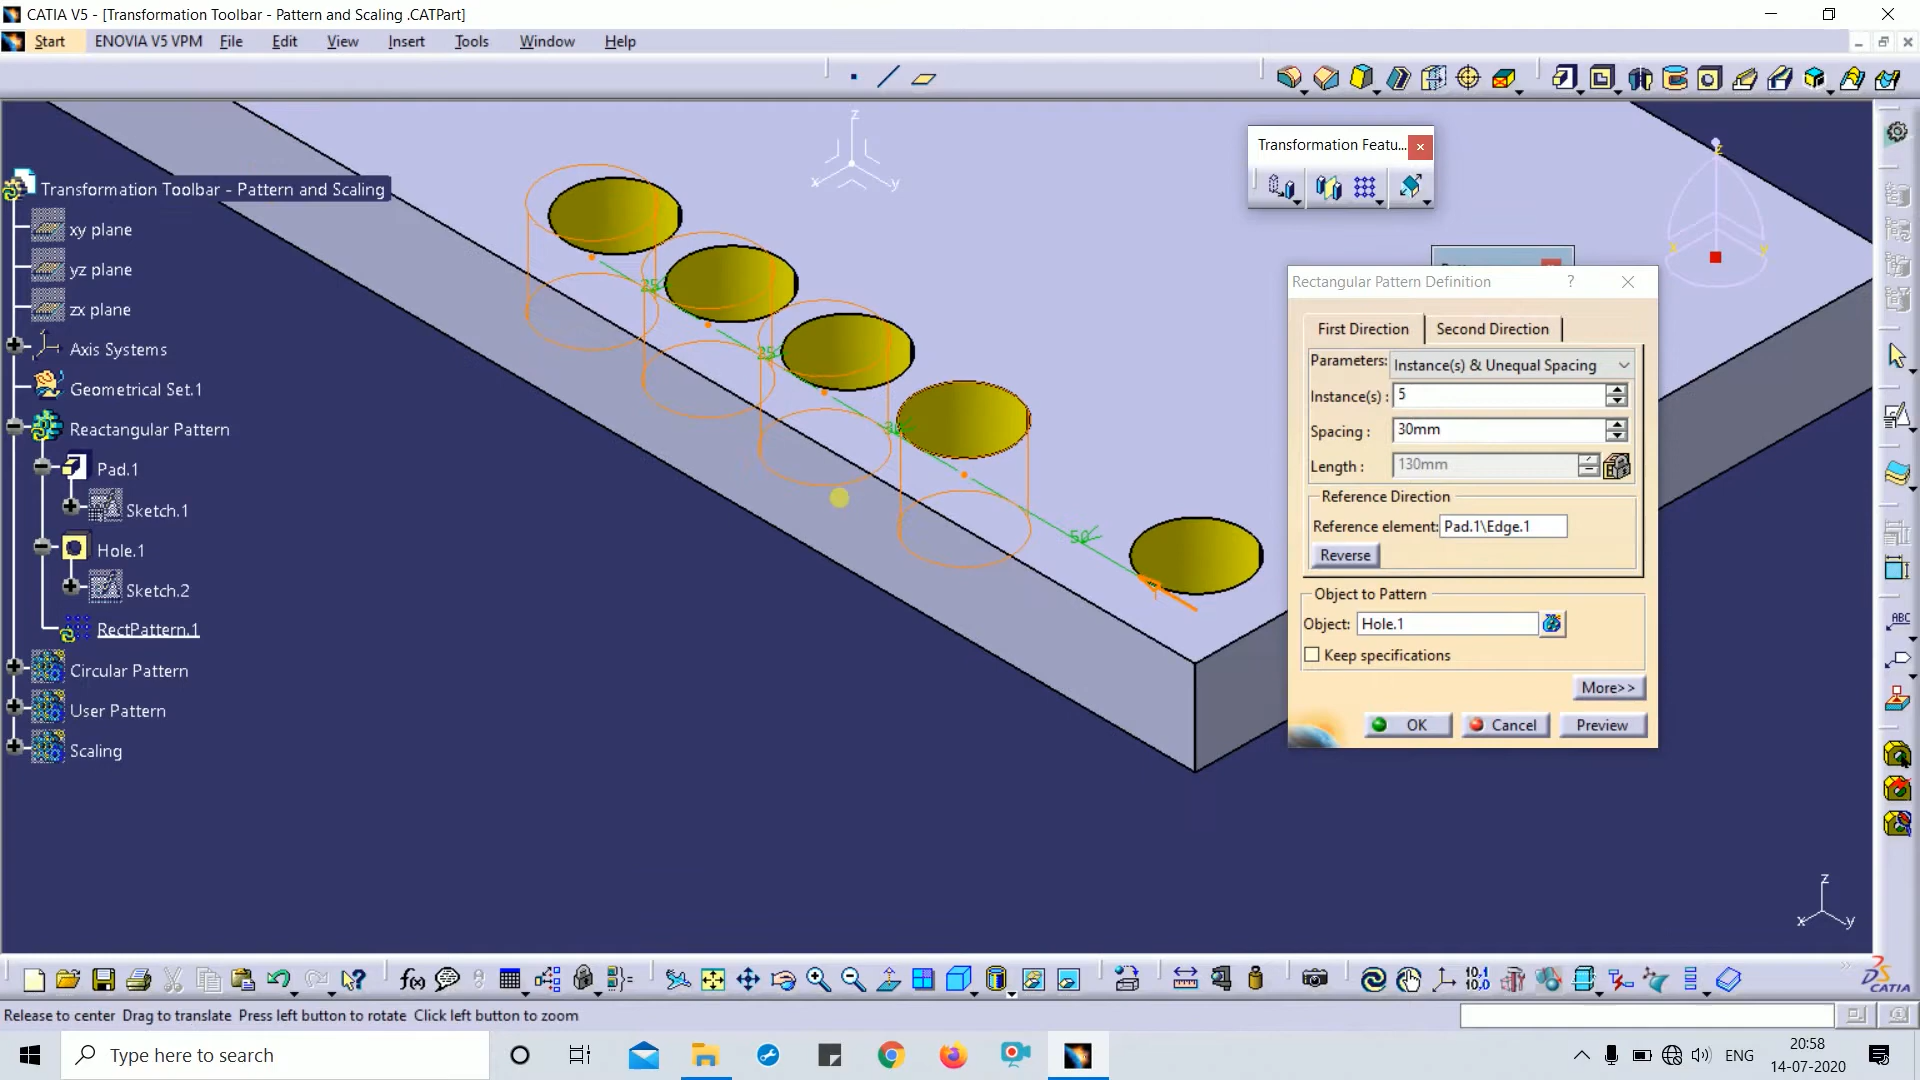 CATIA V5 - [Transformation Toolbar - Pattern and Scaling .CATPart]
Start ENOVIA V5 VPM File Edit View Insert Tools Window Help
Transformation Featu...
Transformation Toolbar - Pattern and Scaling
xy plane
yz plane
zx plane
Axis Systems
Geometrical Set.1
Reactangular Pattern
Pad.1
Sketch.1
Hole.1
Sketch.2
RectPattern.1
Circular Pattern
User Pattern
Scaling
z
x y
z
x y
25
25
30
50
Rectangular Pattern Definition ?
First Direction Second Direction
Parameters: Instance(s) & Unequal Spacing
Instance(s) : 5
Spacing : 30mm
Length : 130mm
Reference Direction
Reference element: Pad.1\Edge.1
Reverse
Object to Pattern
Object: Hole.1
Keep specifications
More>>
OK Cancel Preview
ABC
z
x y
f(x)
10,1
10,0
CATIA
Release to center Drag to translate Press left button to rotate Click left button to zoom
Type here to search
ENG
20:58
14-07-2020